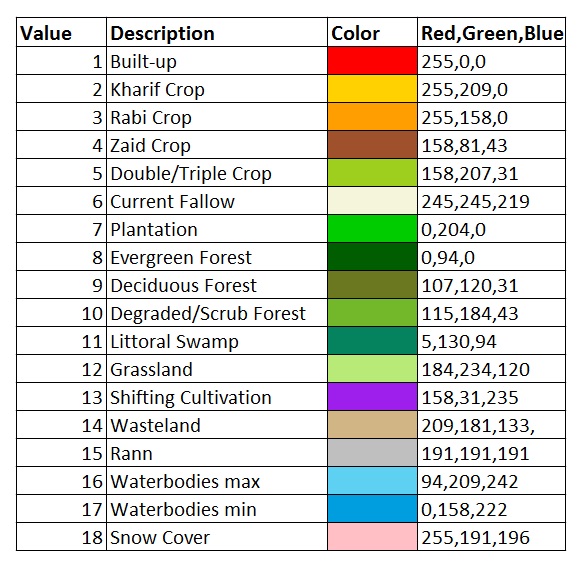 Value Description Color Red,Green,Blue
1 Built-up 255,0,0
2 Kharif Crop 255,209,0
3 Rabi Crop 255,158,0
4 Zaid Crop 158,81,43
5 Double/Triple Crop 158,207,31
6 Current Fallow 245,245,219
7 Plantation 0,204,0
8 Evergreen Forest 0,94,0
9 Deciduous Forest 107,120,31
10 Degraded/Scrub Forest 115,184,43
11 Littoral Swamp 5,130,94
12 Grassland 184,234,120
13 Shifting Cultivation 158,31,235
14 Wasteland 209,181,133,
15 Rann 191,191,191
16 Waterbodies max 94,209,242
17 Waterbodies min 0,158,222
18 Snow Cover 255,191,196